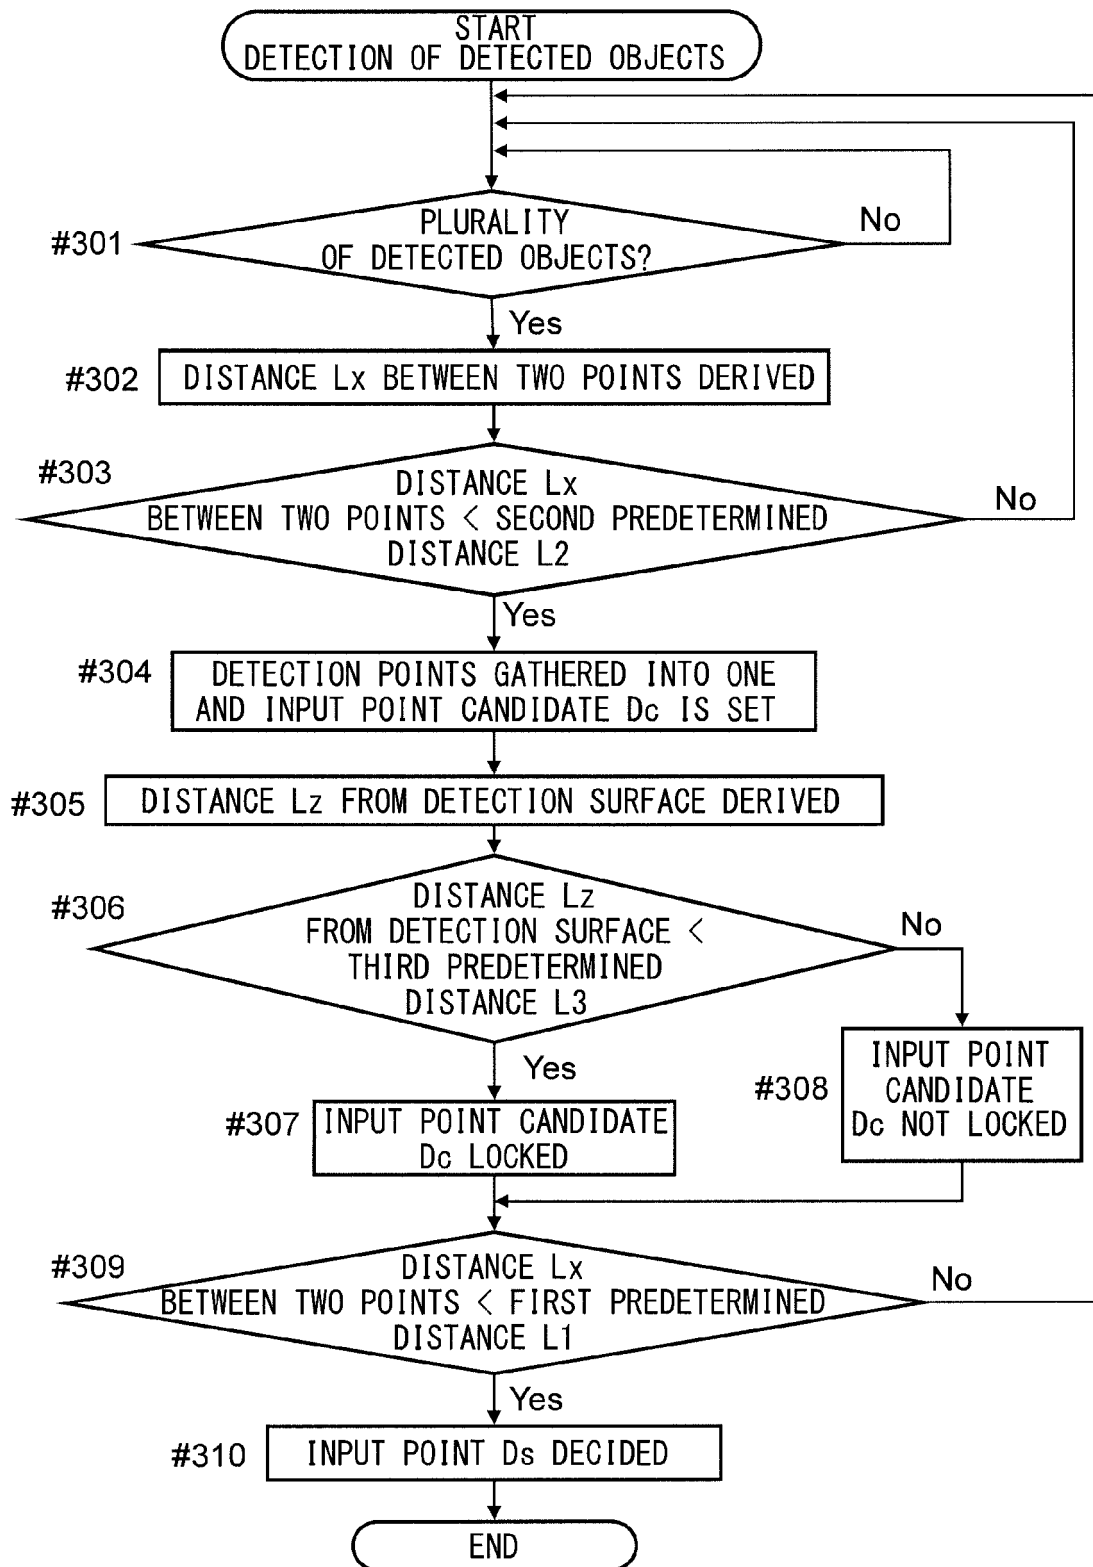 START
DETECTION OF DETECTED OBJECTS
#301
PLURALITY
OF DETECTED OBJECTS?
No
Yes
#302
DISTANCE Lx BETWEEN TWO POINTS DERIVED
#303
DISTANCE Lx
BETWEEN TWO POINTS < SECOND PREDETERMINED
DISTANCE L2
No
Yes
#304
DETECTION POINTS GATHERED INTO ONE
AND INPUT POINT CANDIDATE Dc IS SET
#305
DISTANCE Lz FROM DETECTION SURFACE DERIVED
#306
DISTANCE Lz
FROM DETECTION SURFACE <
THIRD PREDETERMINED
DISTANCE L3
No
Yes
#307
INPUT POINT CANDIDATE
Dc LOCKED
#308
INPUT POINT
CANDIDATE
Dc NOT LOCKED
#309
DISTANCE Lx
BETWEEN TWO POINTS < FIRST PREDETERMINED
DISTANCE L1
No
Yes
#310
INPUT POINT Ds DECIDED
END